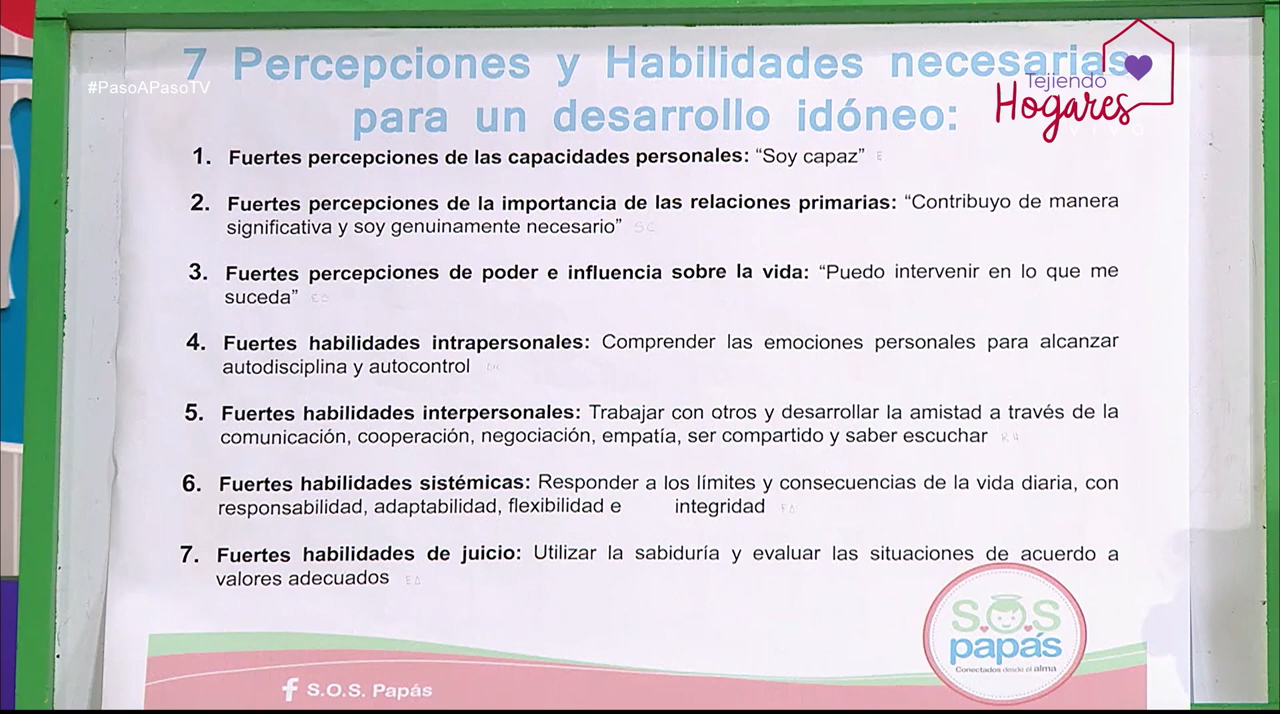 7 Percepciones y Habilidades necesarias
para un desarrollo idóneo:
#PasoAPasoTV
Tejiendo
Hogares
VIVO
1. Fuertes percepciones de las capacidades personales: “Soy capaz”
2. Fuertes percepciones de la importancia de las relaciones primarias: “Contribuyo de manera
significativa y soy genuinamente necesario”
3. Fuertes percepciones de poder e influencia sobre la vida: “Puedo intervenir en lo que me
suceda”
4. Fuertes habilidades intrapersonales: Comprender las emociones personales para alcanzar
autodisciplina y autocontrol
5. Fuertes habilidades interpersonales: Trabajar con otros y desarrollar la amistad a través de la
comunicación, cooperación, negociación, empatía, ser compartido y saber escuchar
6. Fuertes habilidades sistémicas: Responder a los límites y consecuencias de la vida diaria, con
responsabilidad, adaptabilidad, flexibilidad e integridad
7. Fuertes habilidades de juicio: Utilizar la sabiduría y evaluar las situaciones de acuerdo a
valores adecuados
S.O.S
papás
Conectados desde el alma
f S.O.S. Papás